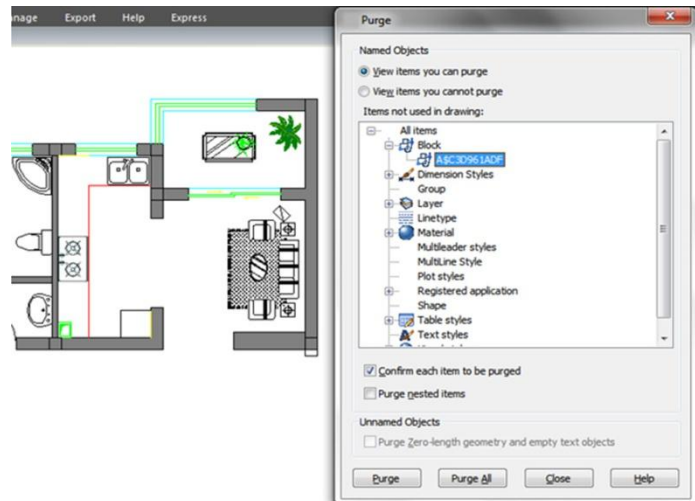 nage Export Help Express
Purge
Named Objects
View items you can purge
View items you cannot purge
Items not used in drawing:
All items
Block
A$C3D961ADF
Dimension Styles
Group
Layer
Linetype
Material
Multileader styles
MultiLine Style
Plot styles
Registered application
Shape
Table styles
Text styles
Confirm each item to be purged
Purge nested items
Unnamed Objects
Purge Zero-length geometry and empty text objects
Purge Purge All Close Help